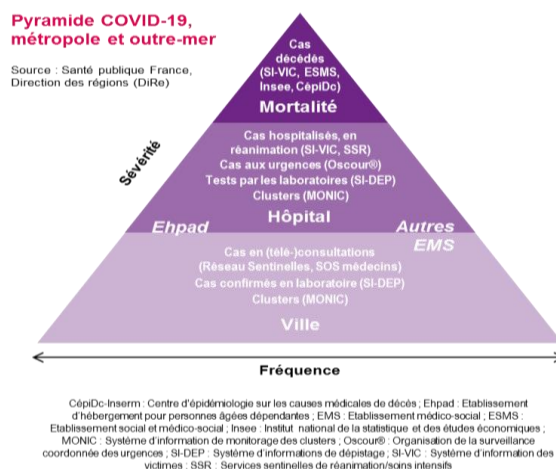 Pyramide COVID-19,
métropole et outre-mer
Source : Santé publique France,
Direction des régions (DiRe)
Cas
décédés
(SI-VIC, ESMS,
Insee, CépiDc)
Mortalité
Sévérité
Cas hospitalisés, en
réanimation (SI-VIC, SSR)
Cas aux urgences (Oscour®)
Tests par les laboratoires (SI-DEP)
Clusters (MONIC)
Hôpital
Ehpad
Autres
EMS
Cas en (télé-)consultations
(Réseau Sentinelles, SOS médecins)
Cas confirmés en laboratoire (SI-DEP)
Clusters (MONIC)
Ville
Fréquence
CépiDc-Inserm : Centre d'épidémiologie sur les causes médicales de décès ; Ehpad : Etablissement
d'hébergement pour personnes âgées dépendantes ; EMS : Etablissement médico-social ; ESMS :
Etablissement social et médico-social ; Insee : Institut national de la statistique et des études économiques ;
MONIC : Système d'information de monitorage des clusters ; Oscour® : Organisation de la surveillance
coordonnée des urgences ; SI-DEP : Système d'informations de dépistage ; SI-VIC : Système d'information des
victimes ; SSR : Services sentinelles de réanimation/soins intensifs